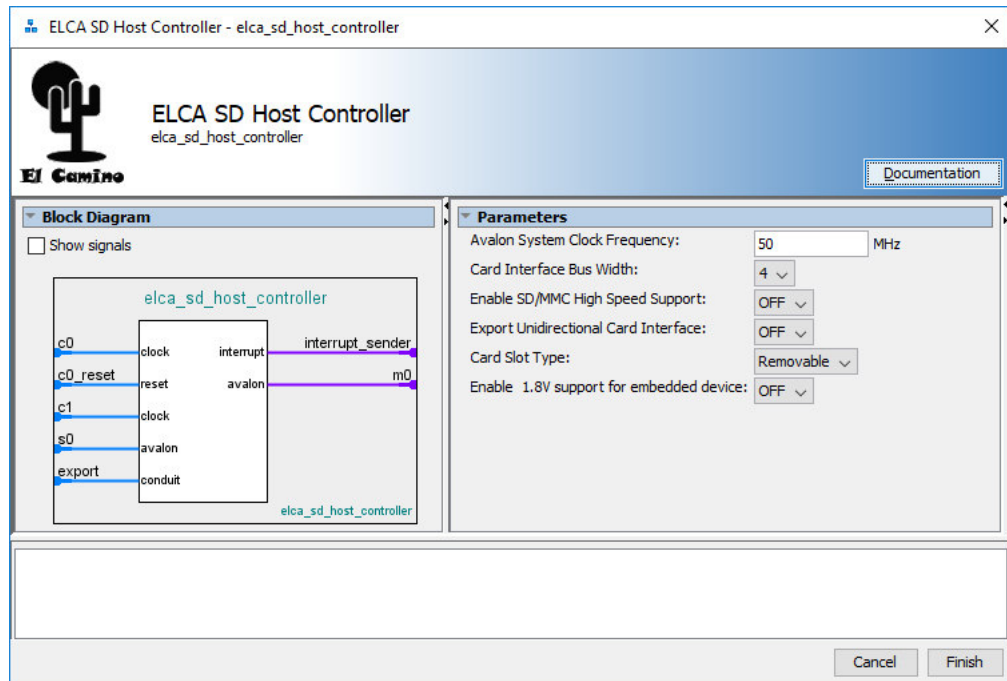 ELCA SD Host Controller - elca_sd_host_controller
El Camino
ELCA SD Host Controller
elca_sd_host_controller
Documentation
Block Diagram
Show signals
elca_sd_host_controller
c0 clock interrupt interrupt_sender
c0_reset reset avalon m0
c1 clock
s0 avalon
export conduit
elca_sd_host_controller
Parameters
Avalon System Clock Frequency: 50 MHz
Card Interface Bus Width: 4
Enable SD/MMC High Speed Support: OFF
Export Unidirectional Card Interface: OFF
Card Slot Type: Removable
Enable 1.8V support for embedded device: OFF
Cancel Finish